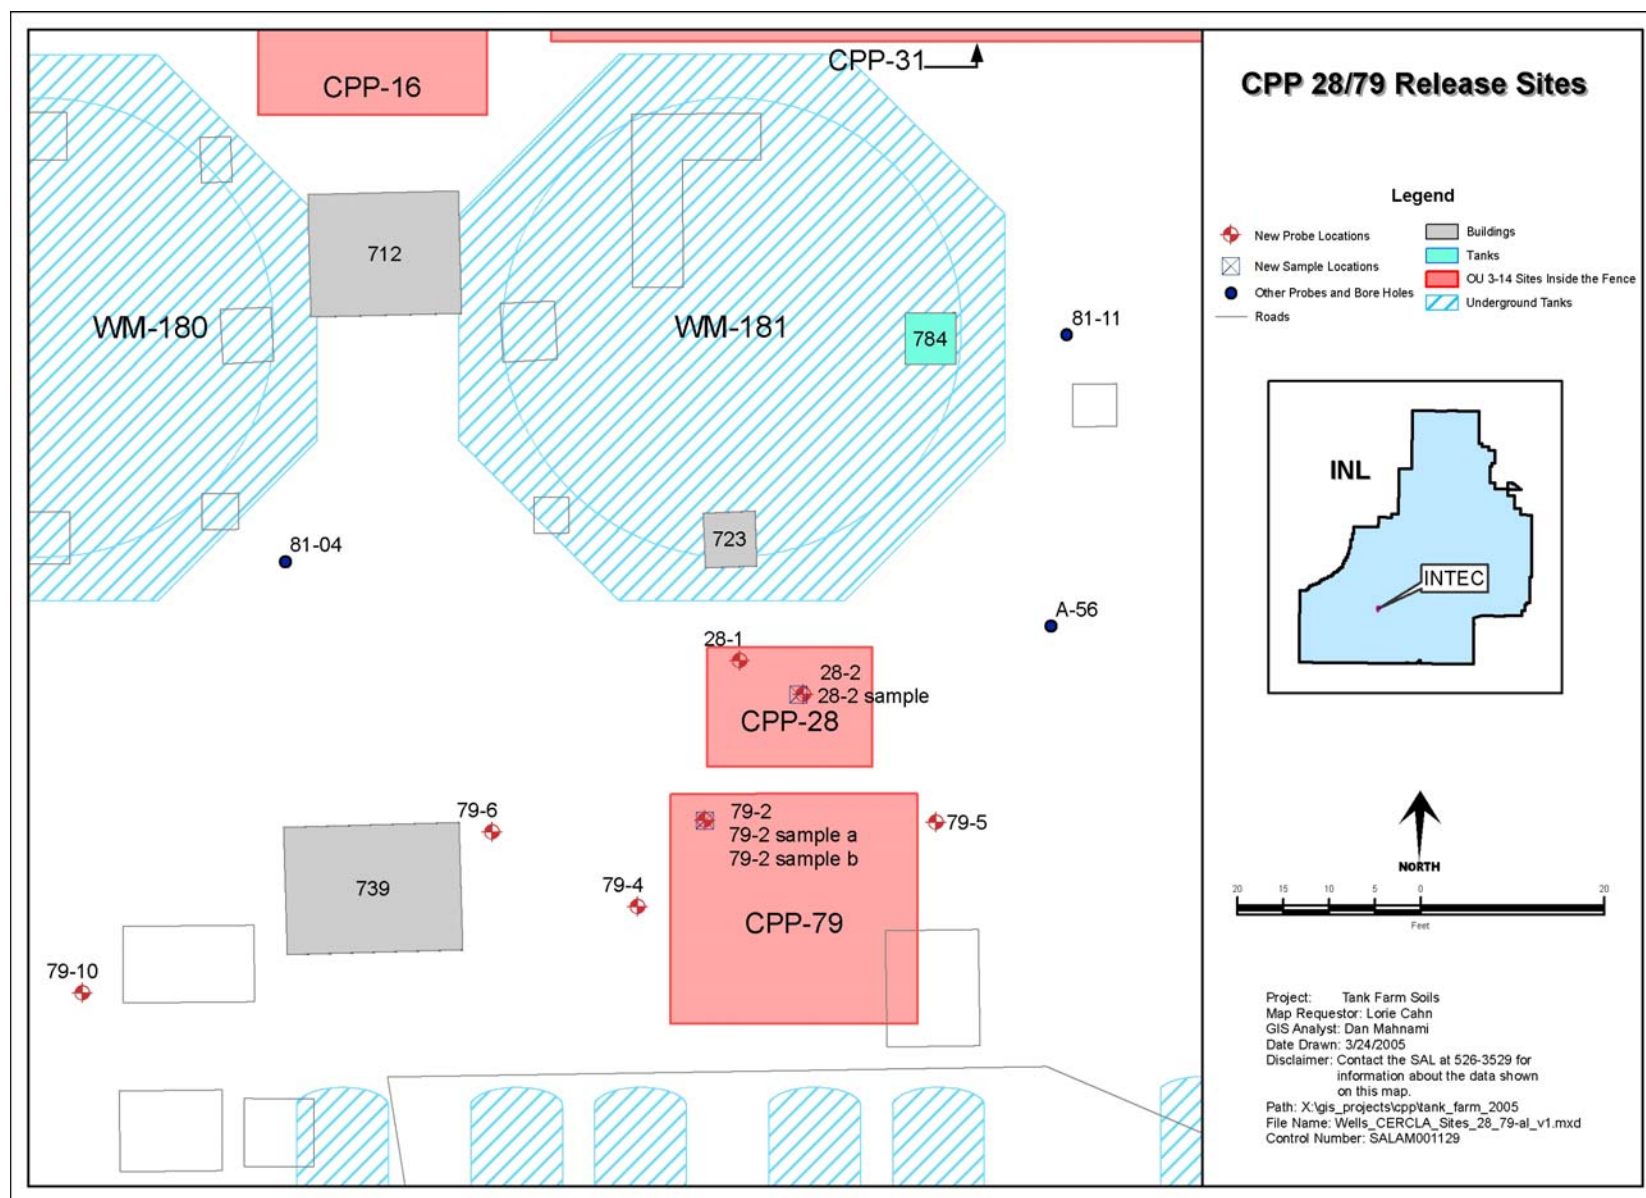 CPP-16
CPP-31
712
WM-180
WM-181
784
81-11
723
81-04
A-56
28-1
28-2
28-2 sample
CPP-28
79-6
79-2
79-2 sample a
79-2 sample b
79-5
739
79-4
CPP-79
79-10
CPP 28/79 Release Sites
Legend
New Probe Locations
New Sample Locations
Other Probes and Bore Holes
Roads
Buildings
Tanks
OU 3-14 Sites Inside the Fence
Underground Tanks
INL
INTEC
NORTH
20 15 10 5 0 20
Feet
Project: Tank Farm Soils
Map Requestor: Lorie Cahn
GIS Analyst: Dan Mahnami
Date Drawn: 3/24/2005
Disclaimer: Contact the SAL at 526-3529 for
information about the data shown
on this map.
Path: X:\gis_projects\cpp\tank_farm_2005
File Name: Wells_CERCLA_Sites_28_79-al_v1.mxd
Control Number: SALAM001129